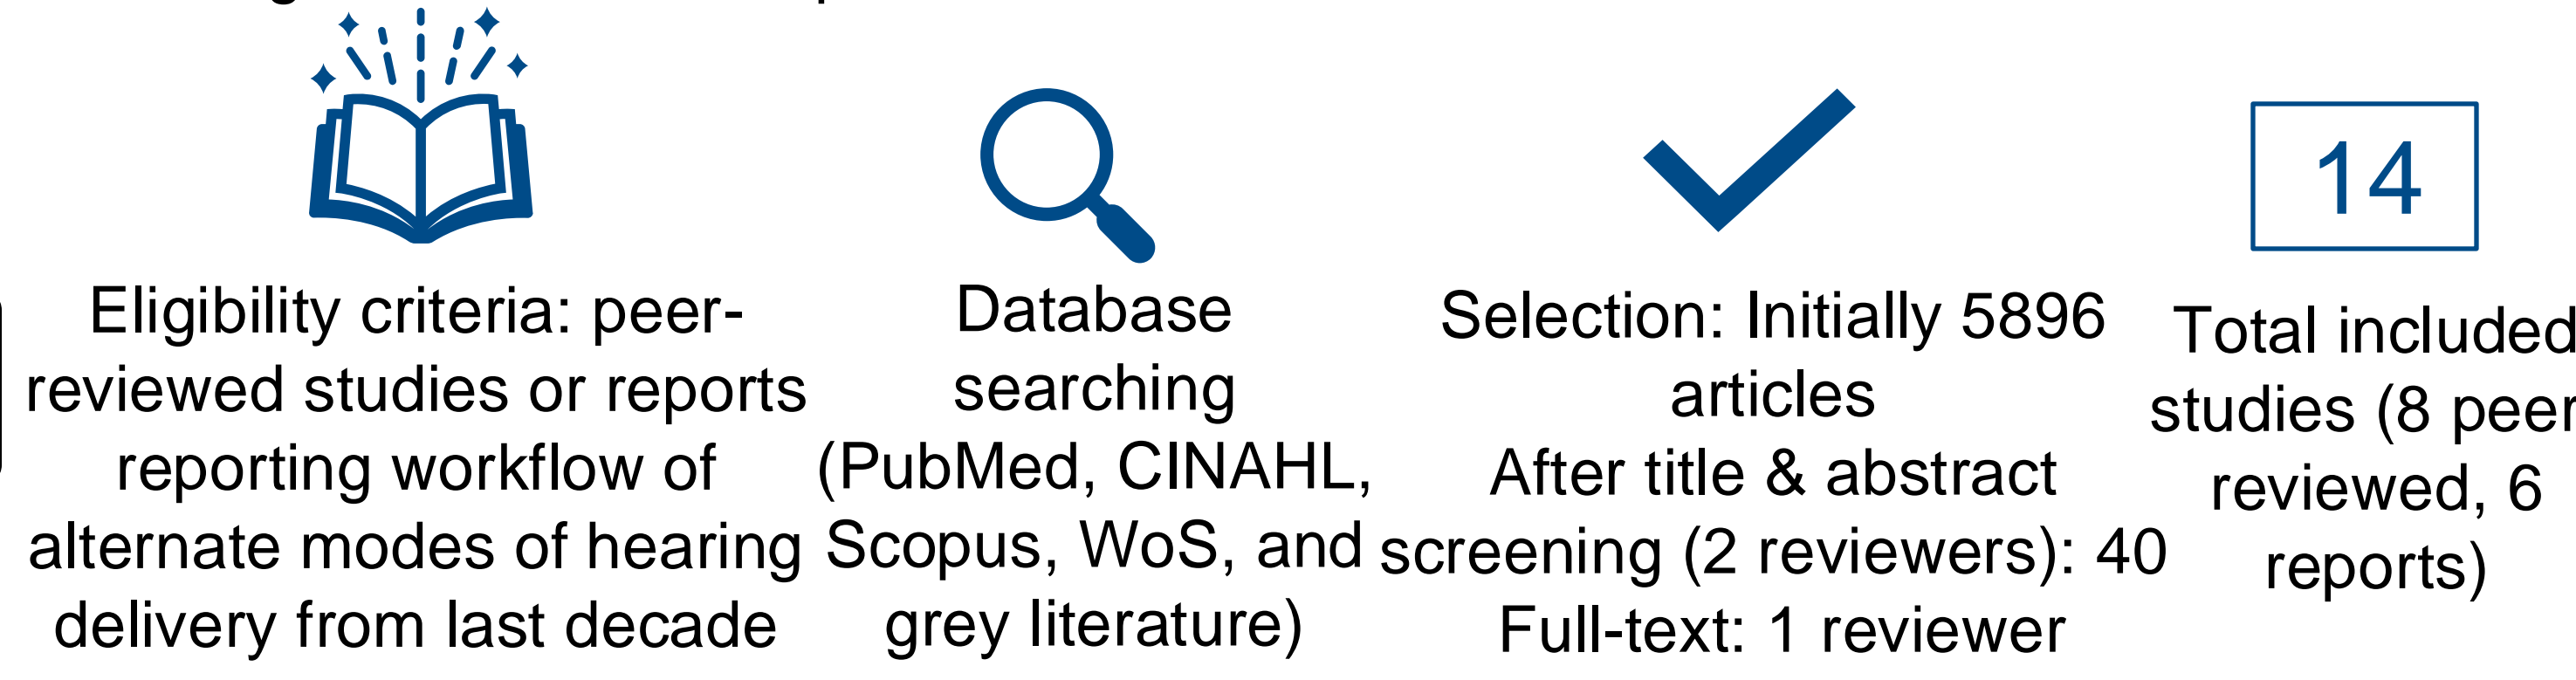 Eligibility criteria: peer-
reviewed studies or reports
reporting workflow of
alternate modes of hearing
delivery from last decade
Database
searching
(PubMed, CINAHL,
Scopus, WoS, and
grey literature)
Selection: Initially 5896
articles
After title & abstract
screening (2 reviewers): 40
Full-text: 1 reviewer
14
Total included
studies (8 peer
reviewed, 6
reports)